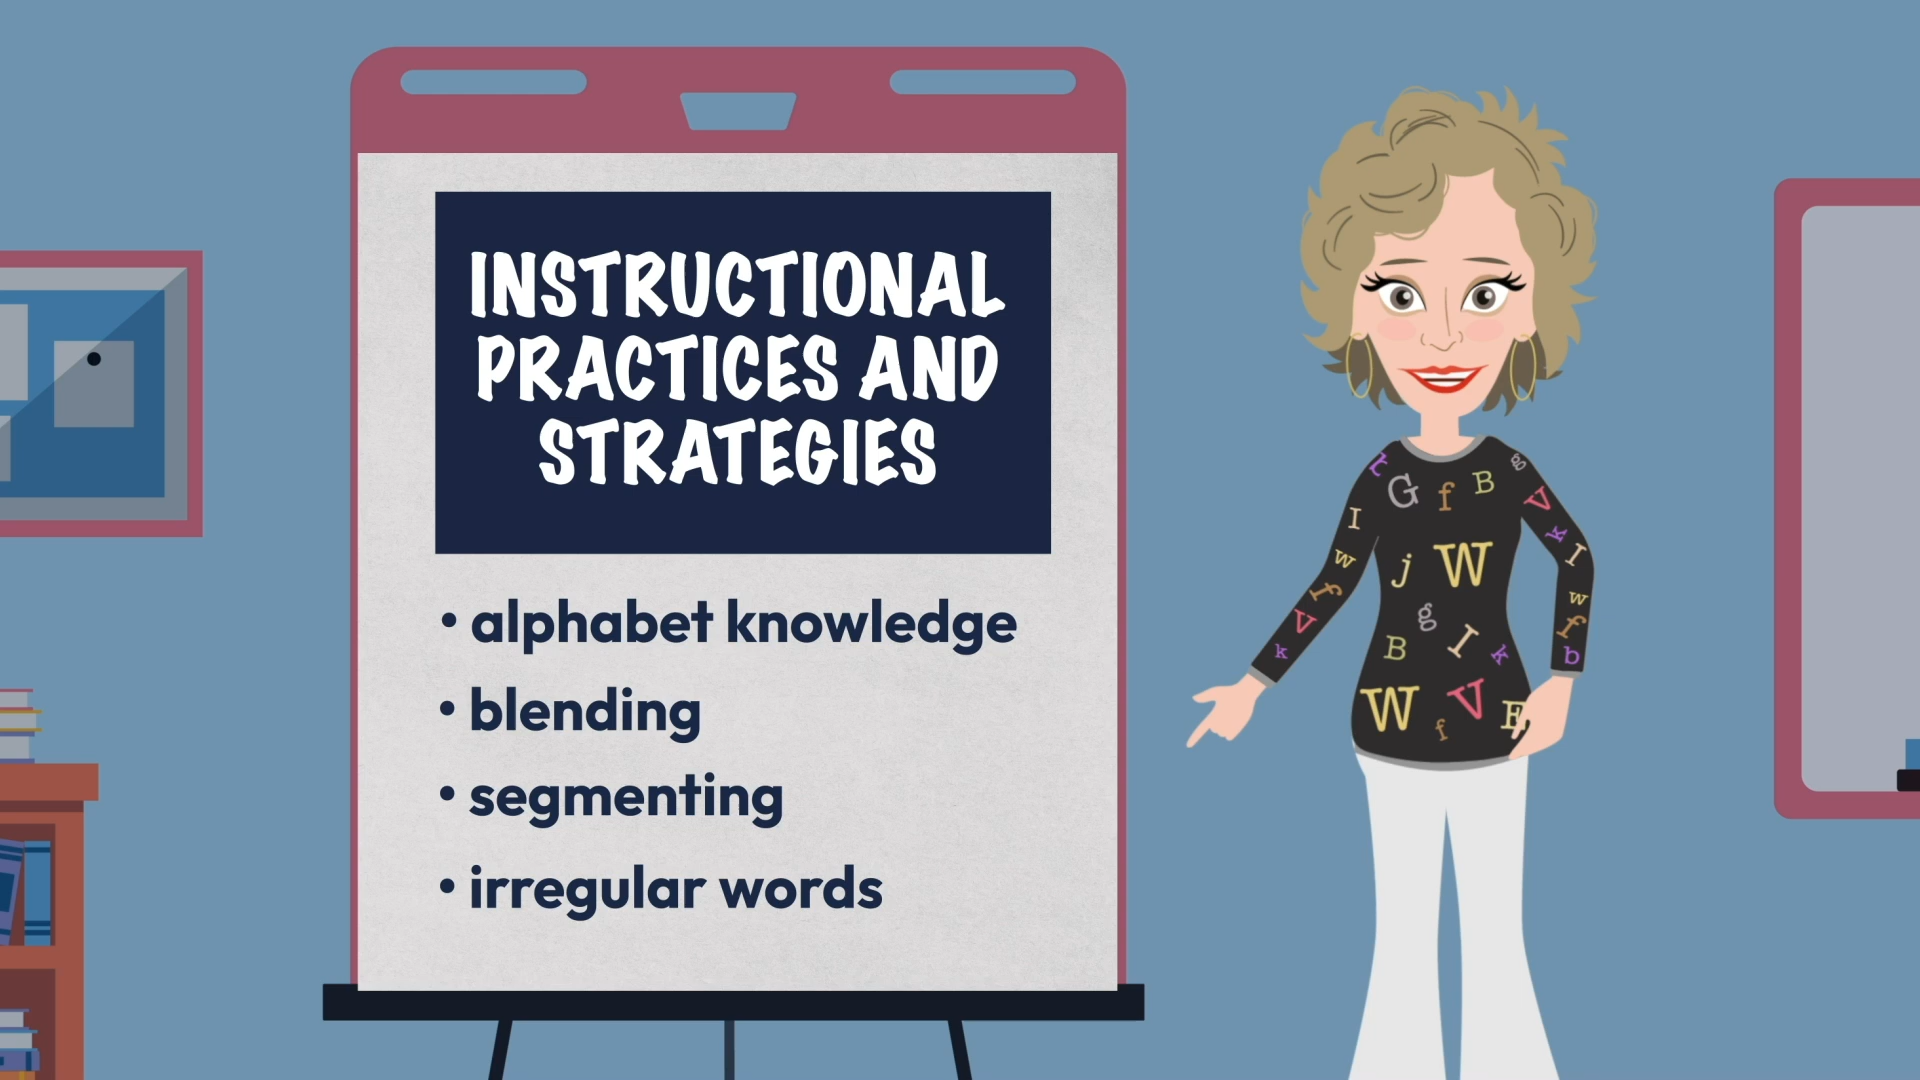 INSTRUCTIONAL
PRACTICES AND
STRATEGIES
• alphabet knowledge
• blending
• segmenting
• irregular words
t G f B g V
I k I
w j W w
f g f
V B I k b
k
W f V E